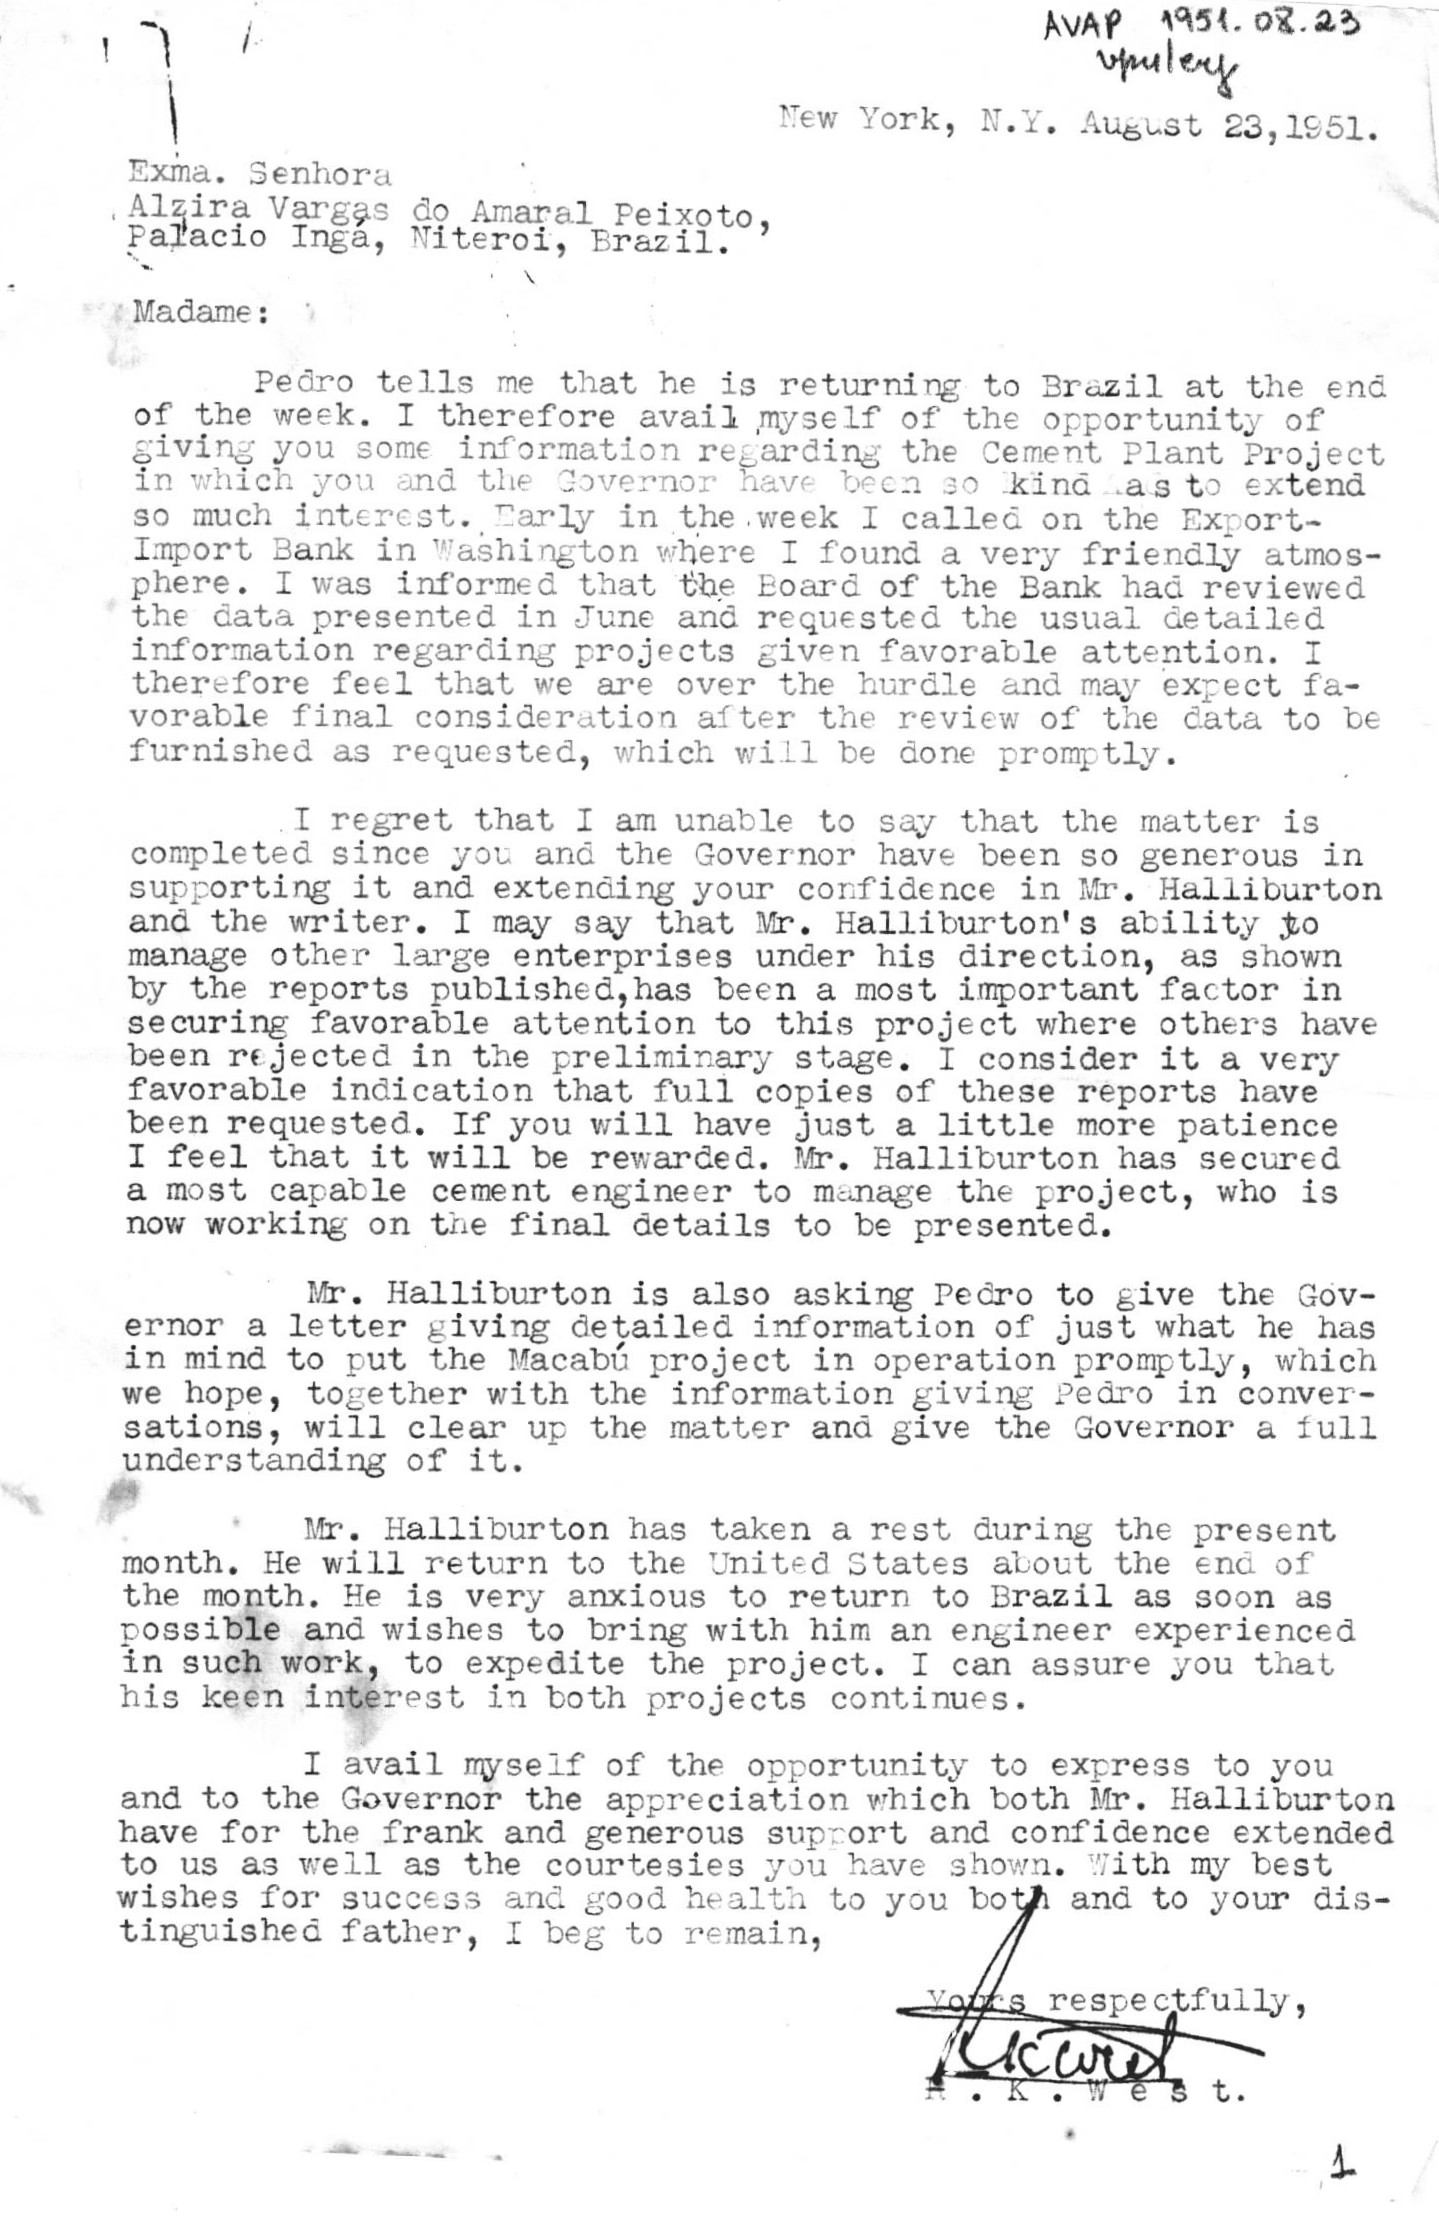 AVAP 1951.08.23
New York, N.Y. August 23,1951.
Exma. Senhora
Alzira Vargas do Amaral Peixoto,
Palacio Ingá, Niteroi, Brazil.
Madame:
Pedro tells me that he is returning to Brazil at the end
of the week. I therefore avail myself of the opportunity of
giving you some information regarding the Cement Plant Project
in which you and the Governor have been so kind as to extend
so much interest. Early in the week I called on the Export-
Import Bank in Washington where I found a very friendly atmos-
phere. I was informed that the Board of the Bank had reviewed
the data presented in June and requested the usual detailed
information regarding projects given favorable attention. I
therefore feel that we are over the hurdle and may expect fa-
vorable final consideration after the review of the data to be
furnished as requested, which will be done promptly.
I regret that I am unable to say that the matter is
completed since you and the Governor have been so generous in
supporting it and extending your confidence in Mr. Halliburton
and the writer. I may say that Mr. Halliburton's ability to
manage other large enterprises under his direction, as shown
by the reports published,has been a most important factor in
securing favorable attention to this project where others have
been rejected in the preliminary stage. I consider it a very
favorable indication that full copies of these reports have
been requested. If you will have just a little more patience
I feel that it will be rewarded. Mr. Halliburton has secured
a most capable cement engineer to manage the project, who is
now working on the final details to be presented.
Mr. Halliburton is also asking Pedro to give the Gov-
ernor a letter giving detailed information of just what he has
in mind to put the Macabú project in operation promptly, which
we hope, together with the information giving Pedro in conver-
sations, will clear up the matter and give the Governor a full
understanding of it.
Mr. Halliburton has taken a rest during the present
month. He will return to the United States about the end of
the month. He is very anxious to return to Brazil as soon as
possible and wishes to bring with him an engineer experienced
in such work, to expedite the project. I can assure you that
his keen interest in both projects continues.
I avail myself of the opportunity to express to you
and to the Governor the appreciation which both Mr. Halliburton
have for the frank and generous support and confidence extended
to us as well as the courtesies you have shown. With my best
wishes for success and good health to you both and to your dis-
tinguished father, I beg to remain,
Yours respectfully,
. K . W e s t.
1